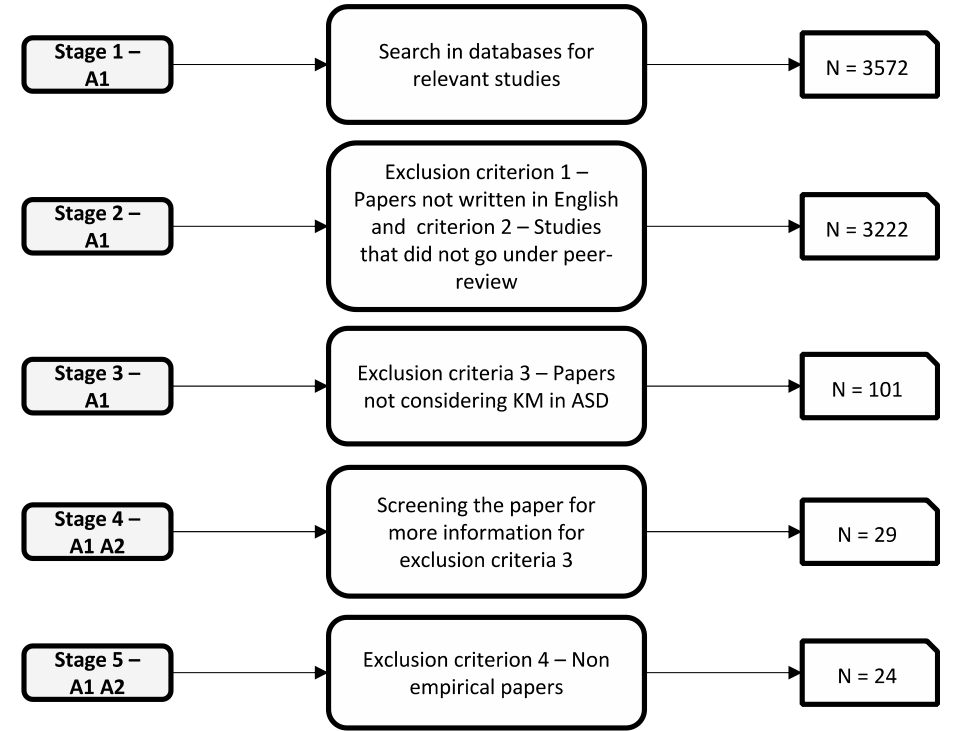 Stage 1 –
A1
Search in databases for
relevant studies
N = 3572
Stage 2 –
A1
Exclusion criterion 1 –
Papers not written in English
and criterion 2 – Studies
that did not go under peer-
review
N = 3222
Stage 3 –
A1
Exclusion criteria 3 – Papers
not considering KM in ASD
N = 101
Stage 4 –
A1 A2
Screening the paper for
more information for
exclusion criteria 3
N = 29
Stage 5 –
A1 A2
Exclusion criterion 4 – Non
empirical papers
N = 24